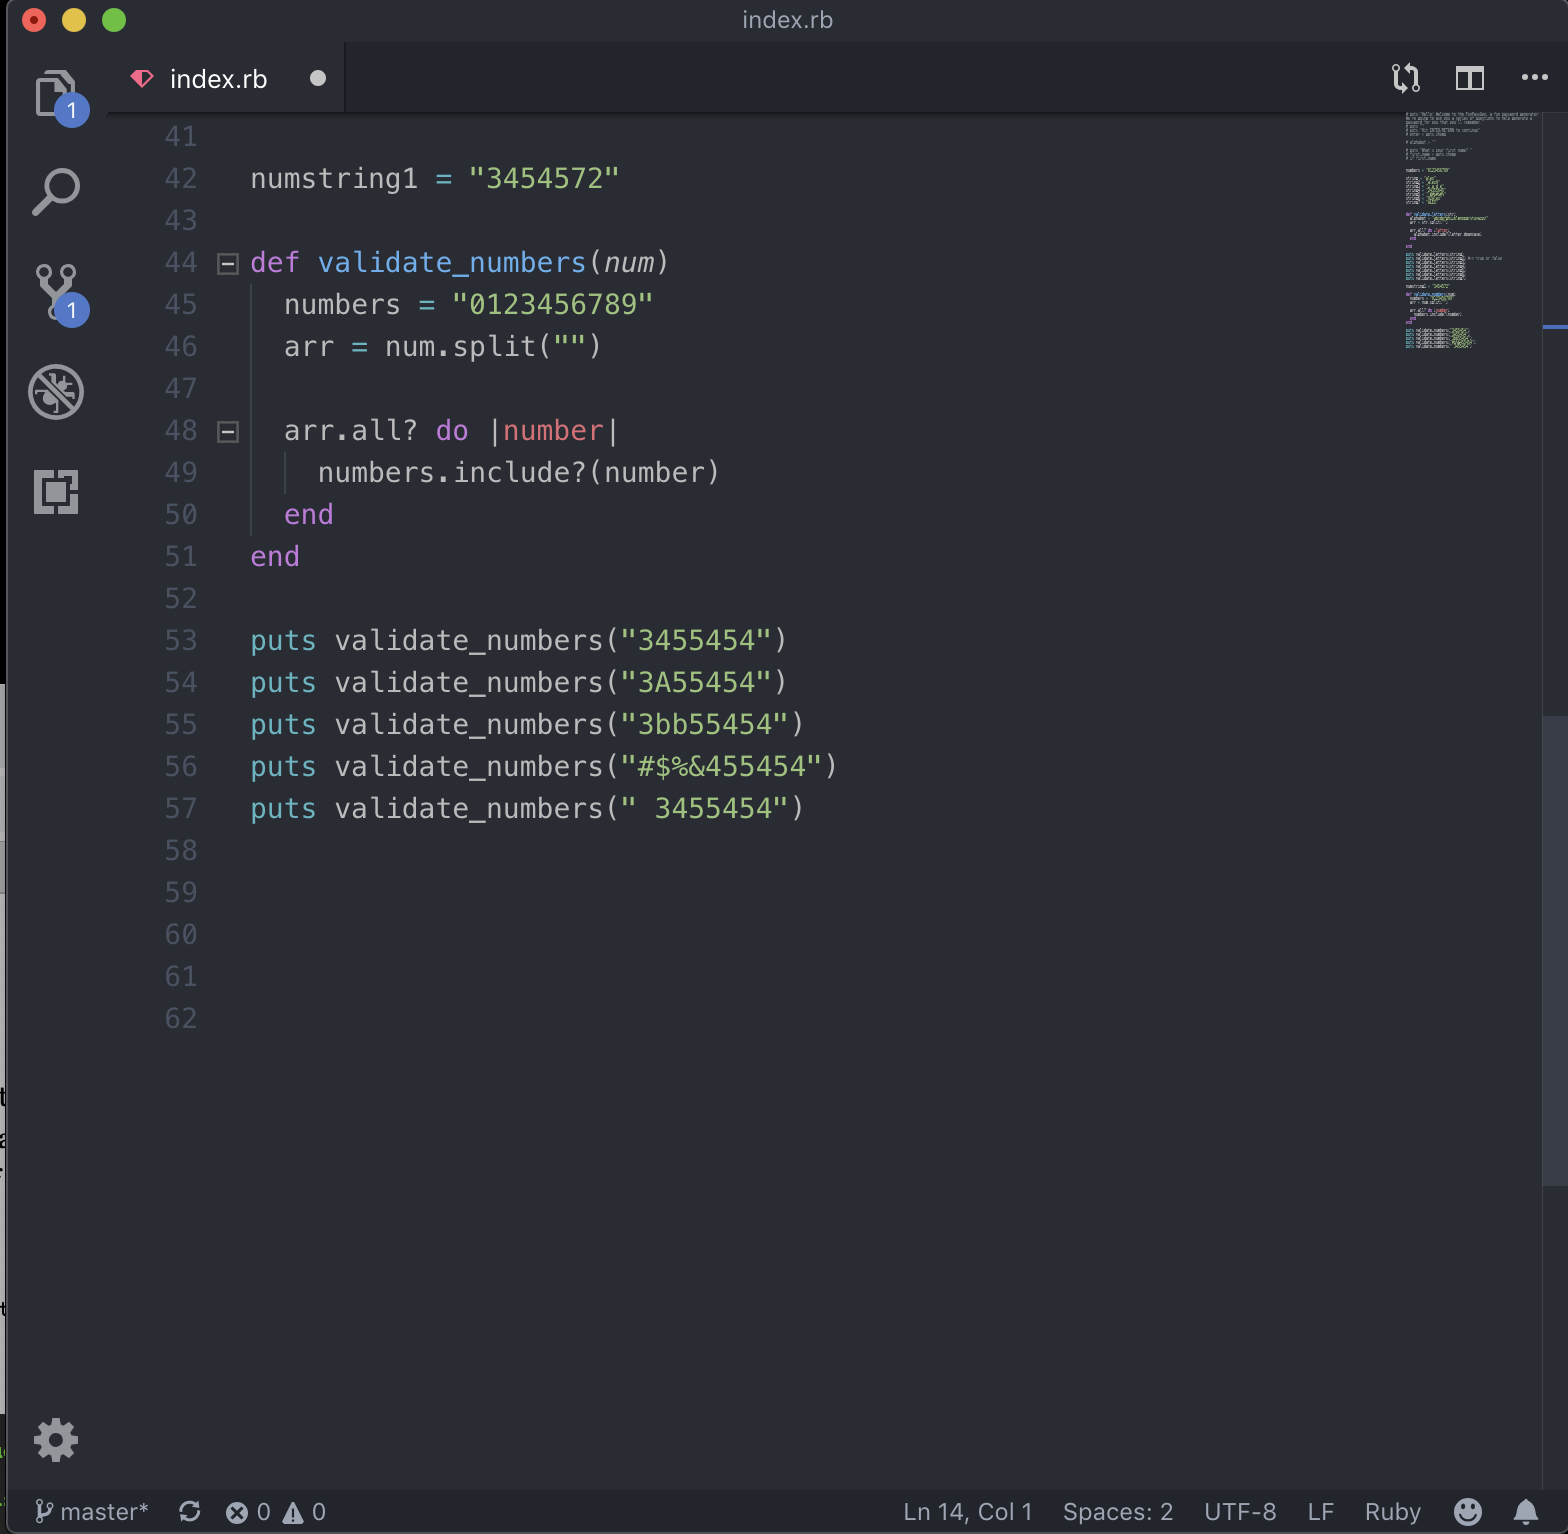 index.rb
index.rb
1
1
41
42 numstring1 = "3454572"
43
44 def validate_numbers(num)
45   numbers = "0123456789"
46   arr = num.split("")
47
48   arr.all? do |number|
49     numbers.include?(number)
50   end
51 end
52
53 puts validate_numbers("3455454")
54 puts validate_numbers("3A55454")
55 puts validate_numbers("3bb55454")
56 puts validate_numbers("#$%&455454")
57 puts validate_numbers(" 3455454")
58
59
60
61
62
master* 0 0 Ln 14, Col 1 Spaces: 2 UTF-8 LF Ruby